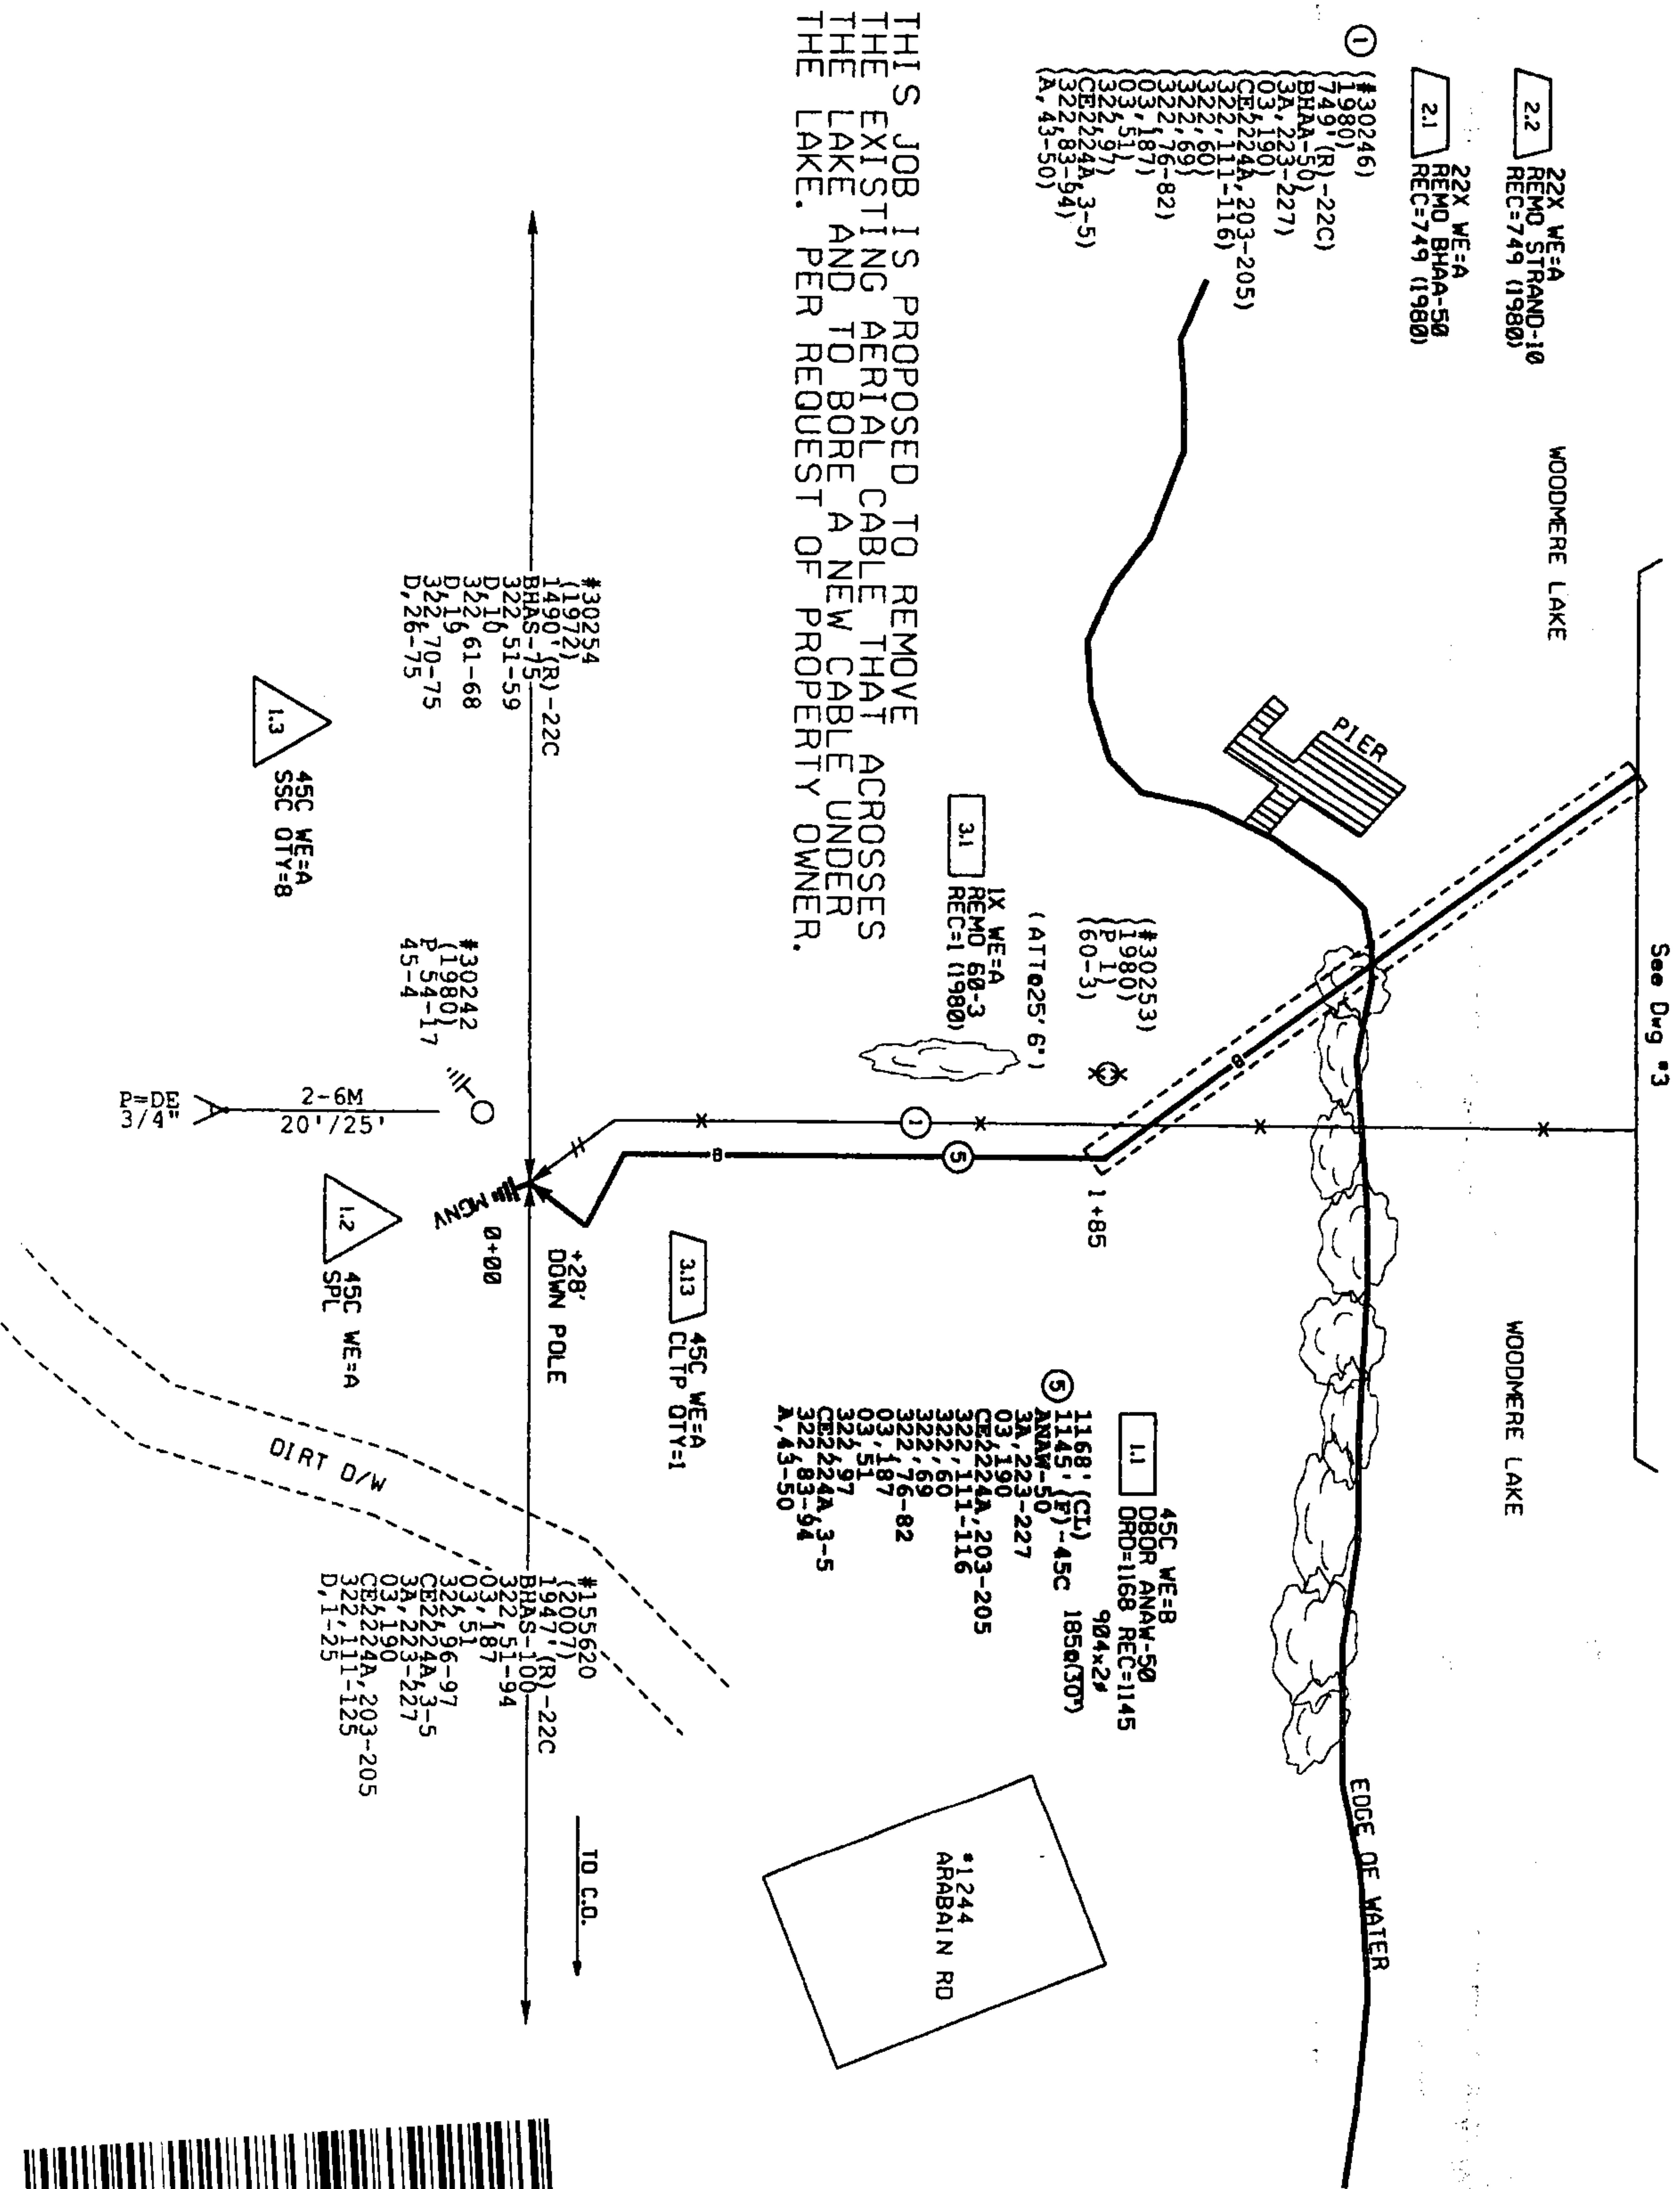 See Dwg #3
WOODMERE LAKE
WOODMERE LAKE
2.2
22X WE=A
REMO STRAND-10
REC=749 (1980)
2.1
22X WE=A
REMO BHAA-50
REC=749 (1980)
1
(#30246)
(1980)
(749' (R)-22C)
(BHAA-50)
(3A,223-227)
(03,190)
(CE2224A,203-205)
(322,111-116)
(322,60)
(322,69)
(322,76-82)
(03,187)
(03,51)
(322,97)
(CE2224A,3-5)
(322,83-94)
(A,43-50)
PIER
EDGE OF WATER
(#30253)
(1980)
(P 1)
(60-3)
(ATT@25'6")
3.1
1X WE=A
REMO 60-3
REC=1 (1980)
1+85
B
1
5
B
1.1
45C WE=B
DBOR ANAW-50
ORD=1168 REC=1145
904x2"
185@(30")
5
1168' (CL)
1145' (F)-45C
ANAW-50
3A,223-227
03,190
CE2224A,203-205
322,111-116
322,60
322,69
322,76-82
03,187
03,51
322,97
CE2224A,3-5
322,83-94
A,43-50
#1244
ARABAIN RD
THIS JOB IS PROPOSED TO REMOVE
THE EXISTING AERIAL CABLE THAT ACROSSES
THE LAKE AND TO BORE A NEW CABLE UNDER
THE LAKE. PER REQUEST OF PROPERTY OWNER.
3.13
45C WE=A
CLTP QTY=1
+28'
DOWN POLE
0+00
MGNV
TO C.O.
#30254
(1972)
1490' (R)-22C
BHAS-75
322,51-59
D,10
322,61-68
D,19
322,70-75
D,26-75
#30242
(1980)
P 54-17
45-4
2-6M
20'/25'
P=DE
3/4"
1.3
45C WE=A
SSC QTY=8
1.2
45C WE=A
SPL
DIRT D/W
#155620
(2007)
1947' (R)-22C
BHAS-100
322,51-94
03,187
03,51
322,96-97
CE2224A,3-5
3A,223-227
03,190
CE2224A,203-205
322,111-125
D,1-25